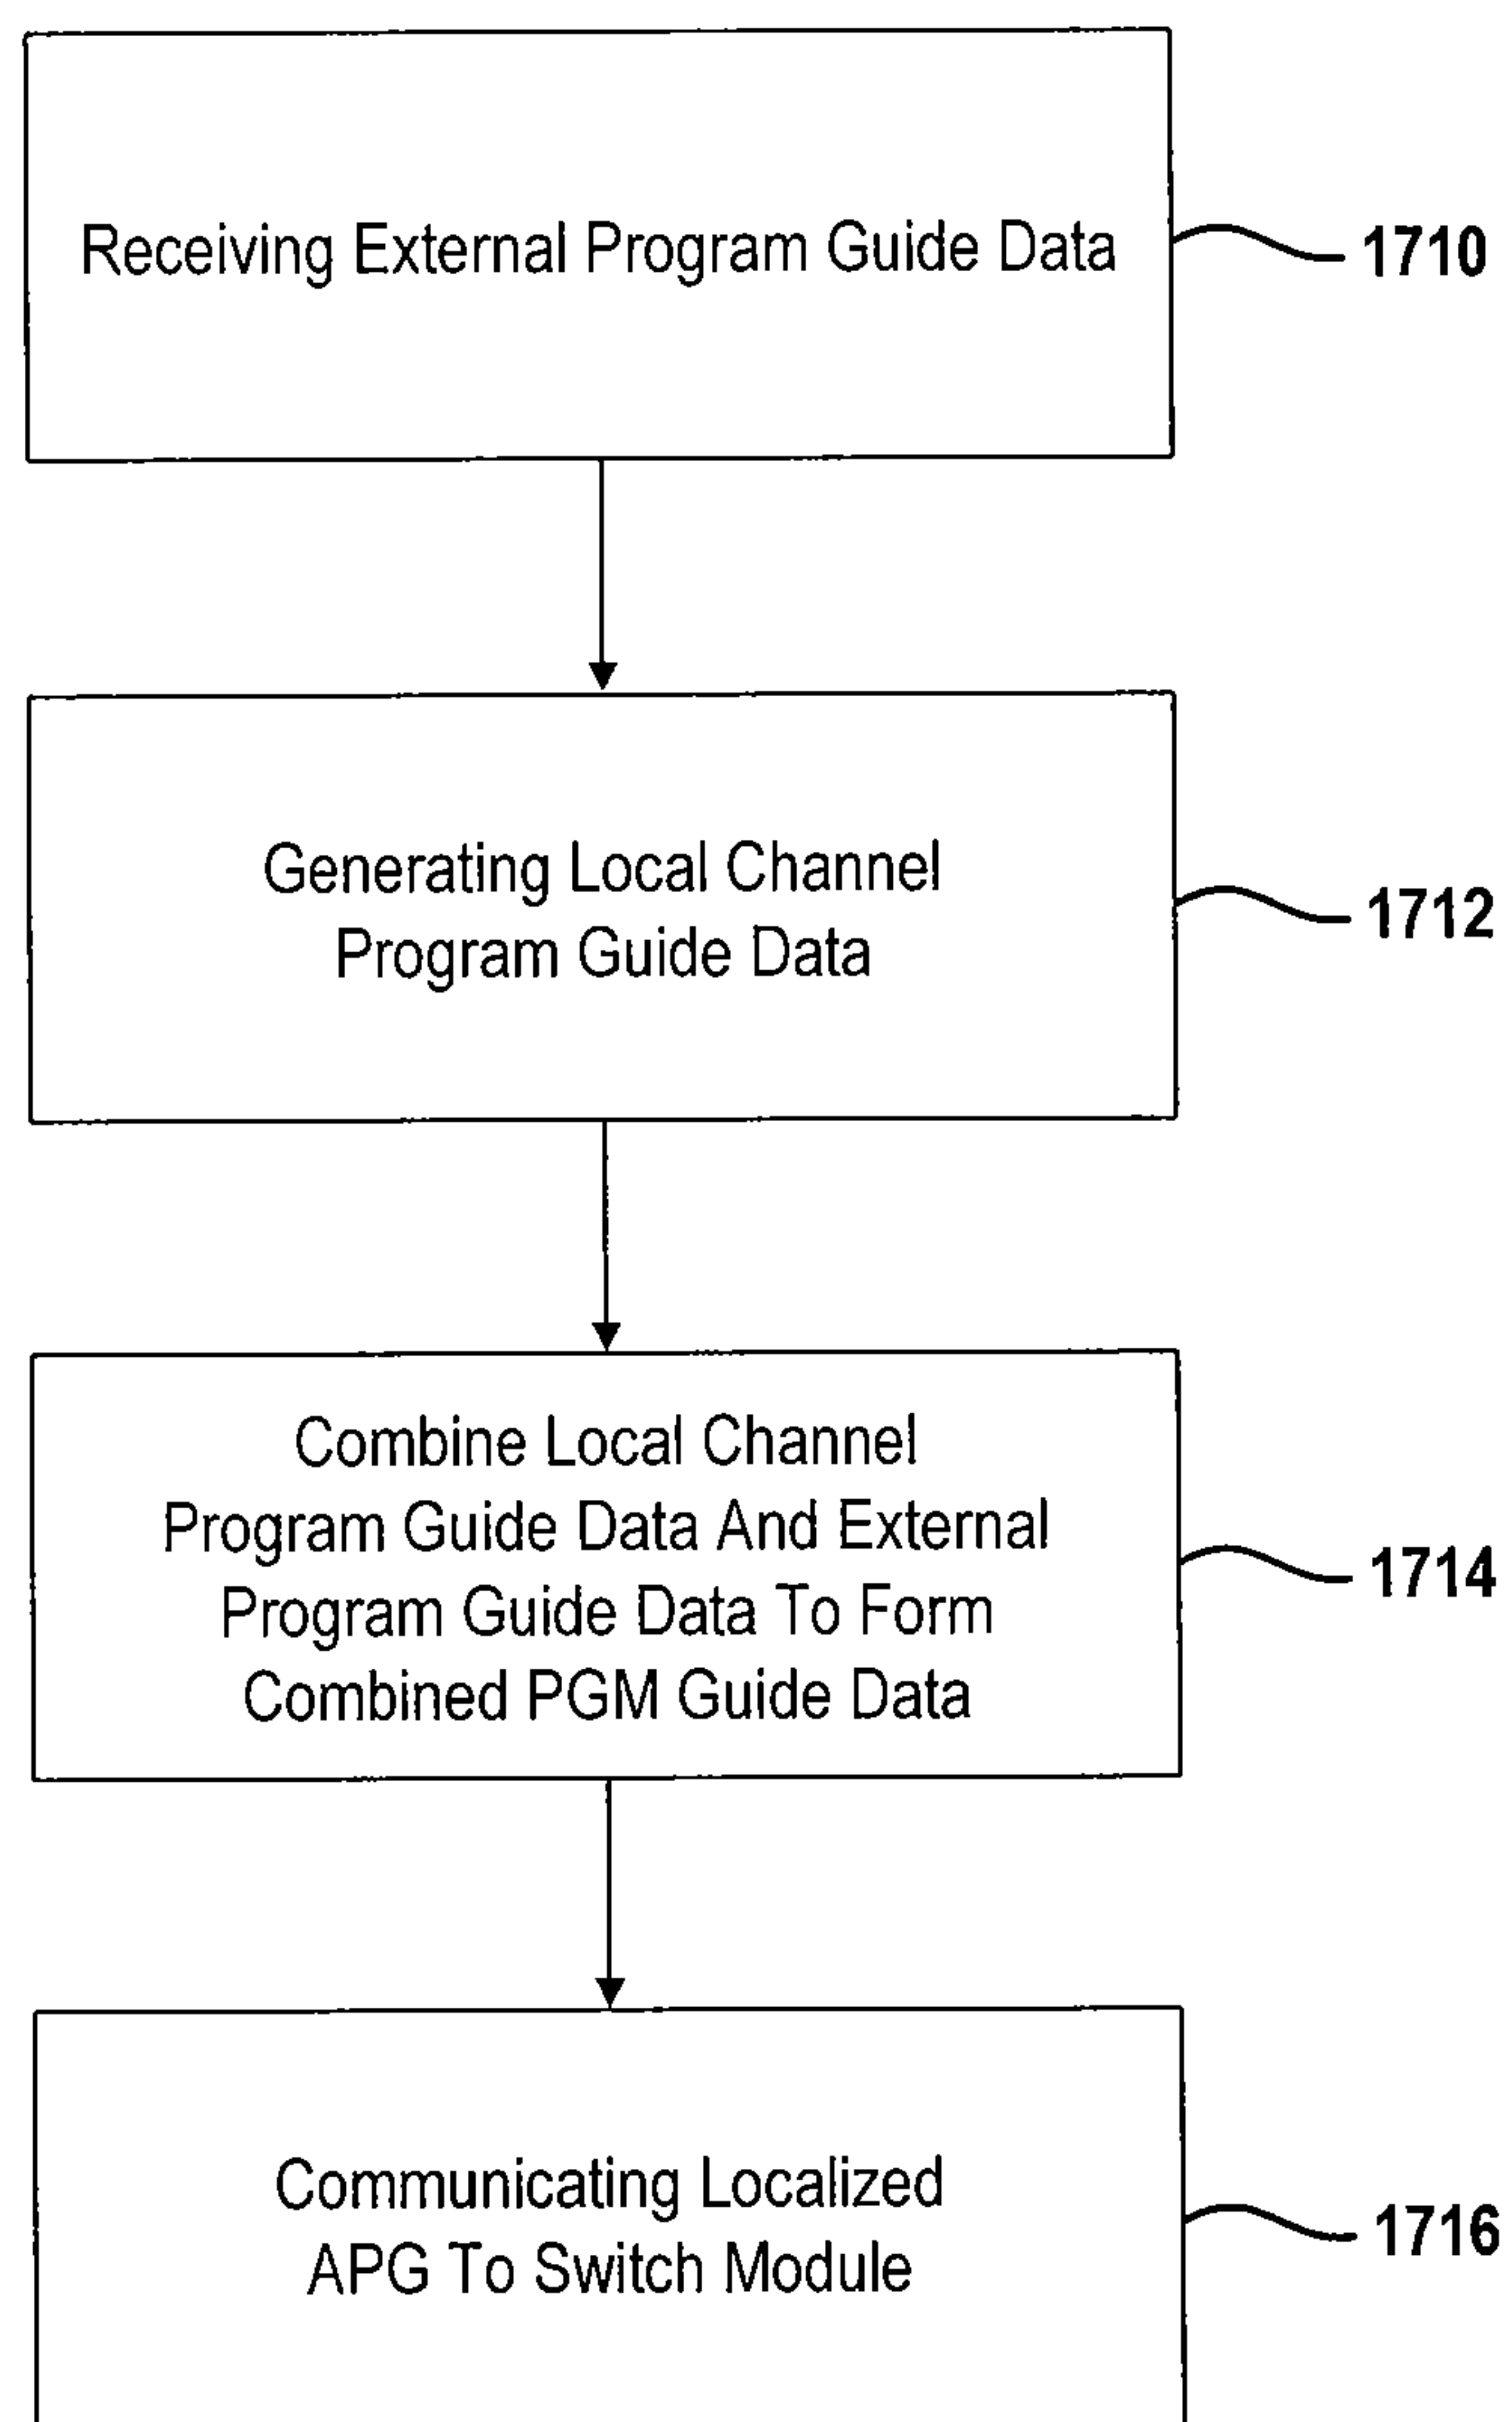 Receiving External Program Guide Data
1710
Generating Local Channel
Program Guide Data
1712
Combine Local Channel
Program Guide Data And External
Program Guide Data To Form
Combined PGM Guide Data
1714
Communicating Localized
APG To Switch Module
1716